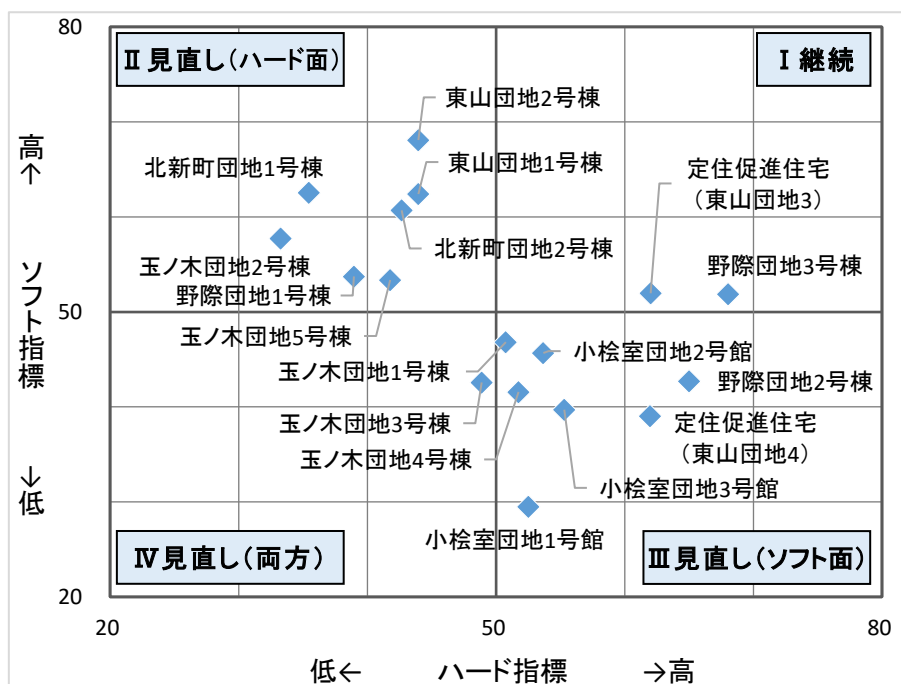 80
Ⅱ 見直し(ハード面)
Ⅰ 継続
東山団地2号棟
東山団地1号棟
北新町団地1号棟
定住促進住宅
(東山団地3)
北新町団地2号棟
野際団地3号棟
玉ノ木団地2号棟
野際団地1号棟
高↑
ソフト指標
↓低
50
玉ノ木団地5号棟
小桧室団地2号館
玉ノ木団地1号棟
野際団地2号棟
玉ノ木団地3号棟
定住促進住宅
(東山団地4)
玉ノ木団地4号棟
小桧室団地3号館
小桧室団地1号館
Ⅳ 見直し(両方)
Ⅲ 見直し(ソフト面)
20
20
50
80
低← ハード指標 →高